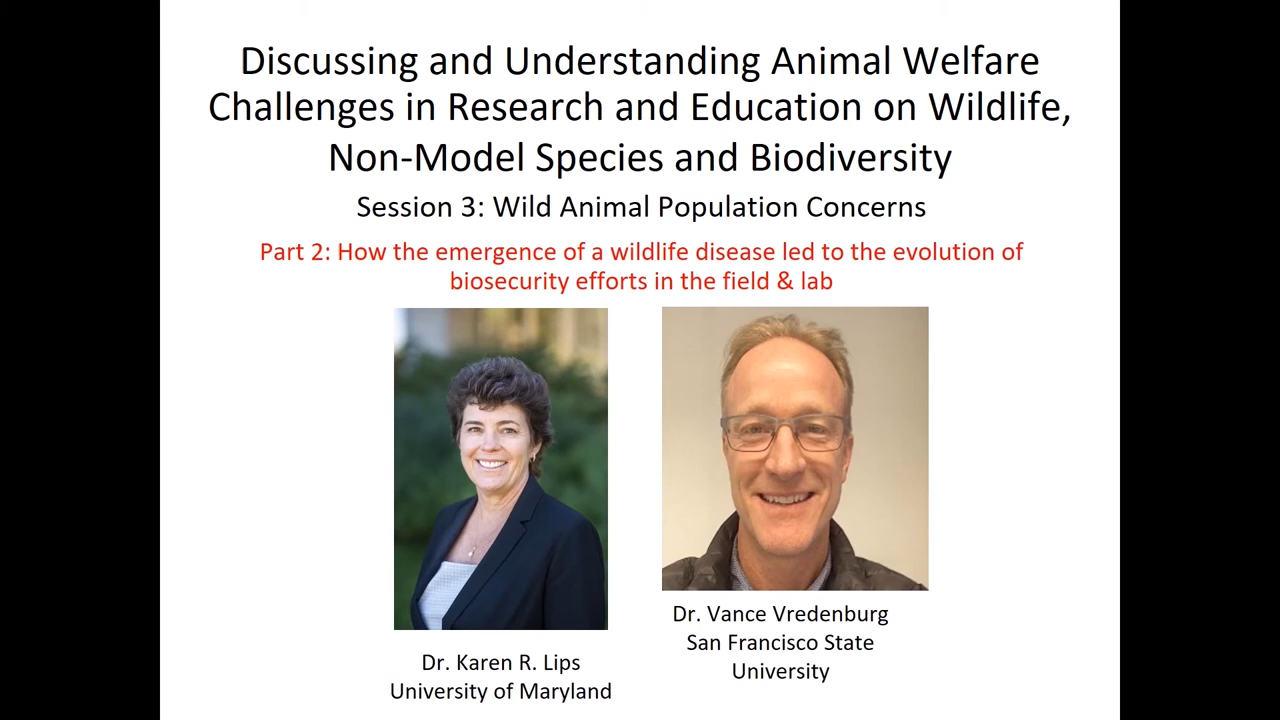 Discussing and Understanding Animal Welfare
Challenges in Research and Education on Wildlife,
Non-Model Species and Biodiversity
Session 3: Wild Animal Population Concerns
Part 2: How the emergence of a wildlife disease led to the evolution of
biosecurity efforts in the field & lab
Dr. Karen R. Lips
University of Maryland
Dr. Vance Vredenburg
San Francisco State
University